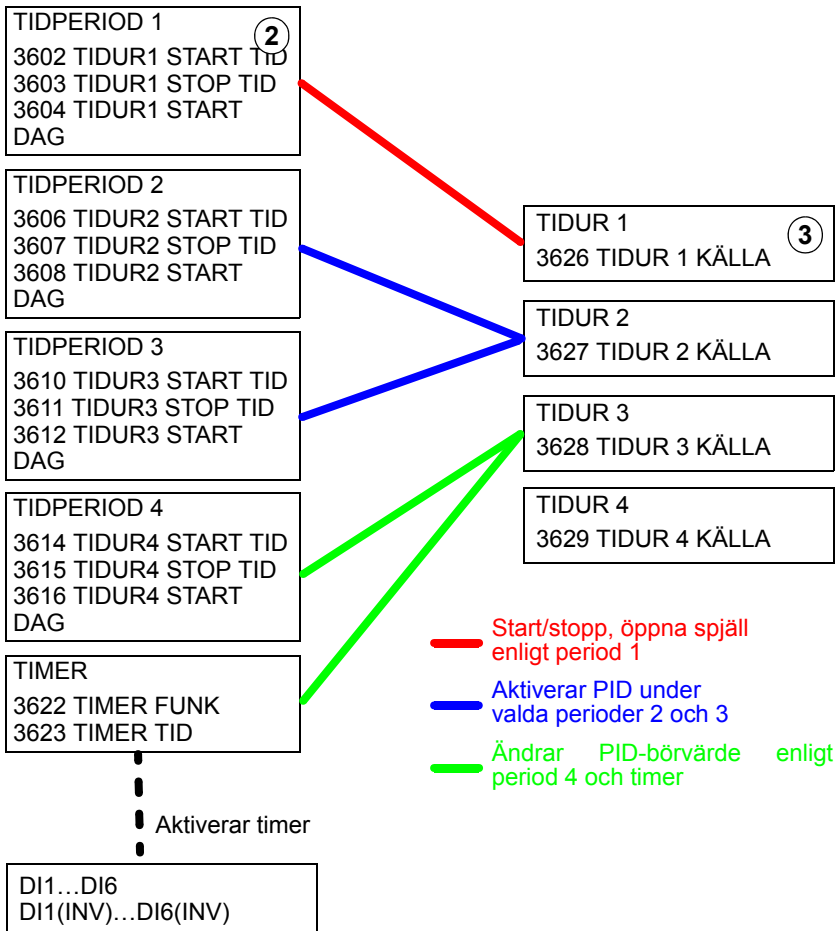 TIDPERIOD 1
2
3602 TIDUR1 START TID
3603 TIDUR1 STOP TID
3604 TIDUR1 START
DAG
TIDPERIOD 2
3606 TIDUR2 START TID
3607 TIDUR2 STOP TID
3608 TIDUR2 START
DAG
TIDPERIOD 3
3610 TIDUR3 START TID
3611 TIDUR3 STOP TID
3612 TIDUR3 START
DAG
TIDPERIOD 4
3614 TIDUR4 START TID
3615 TIDUR4 STOP TID
3616 TIDUR4 START
DAG
TIMER
3622 TIMER FUNK
3623 TIMER TID
Aktiverar timer
DI1…DI6
DI1(INV)…DI6(INV)
TIDUR 1
3
3626 TIDUR 1 KÄLLA
TIDUR 2
3627 TIDUR 2 KÄLLA
TIDUR 3
3628 TIDUR 3 KÄLLA
TIDUR 4
3629 TIDUR 4 KÄLLA
Start/stopp, öppna spjäll
enligt period 1
Aktiverar PID under
valda perioder 2 och 3
Ändrar PID-börvärde enligt
period 4 och timer